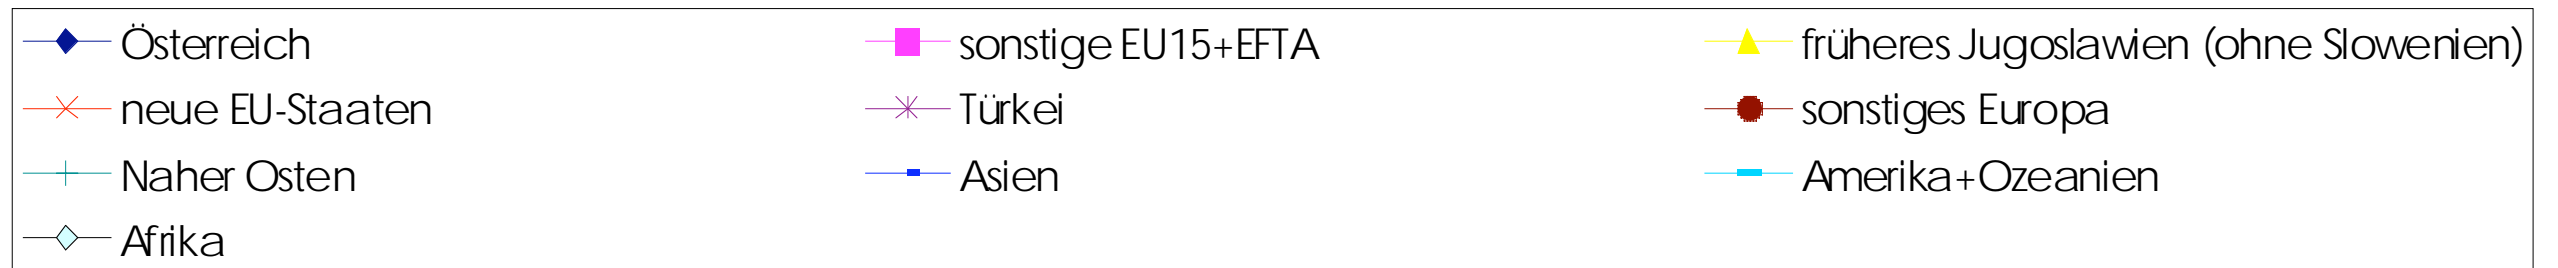 Österreich sonstige EU15+EFTA früheres Jugoslawien (ohne Slowenien)
neue EU-Staaten Türkei sonstiges Europa
Naher Osten Asien Amerika+Ozeanien
Afrika